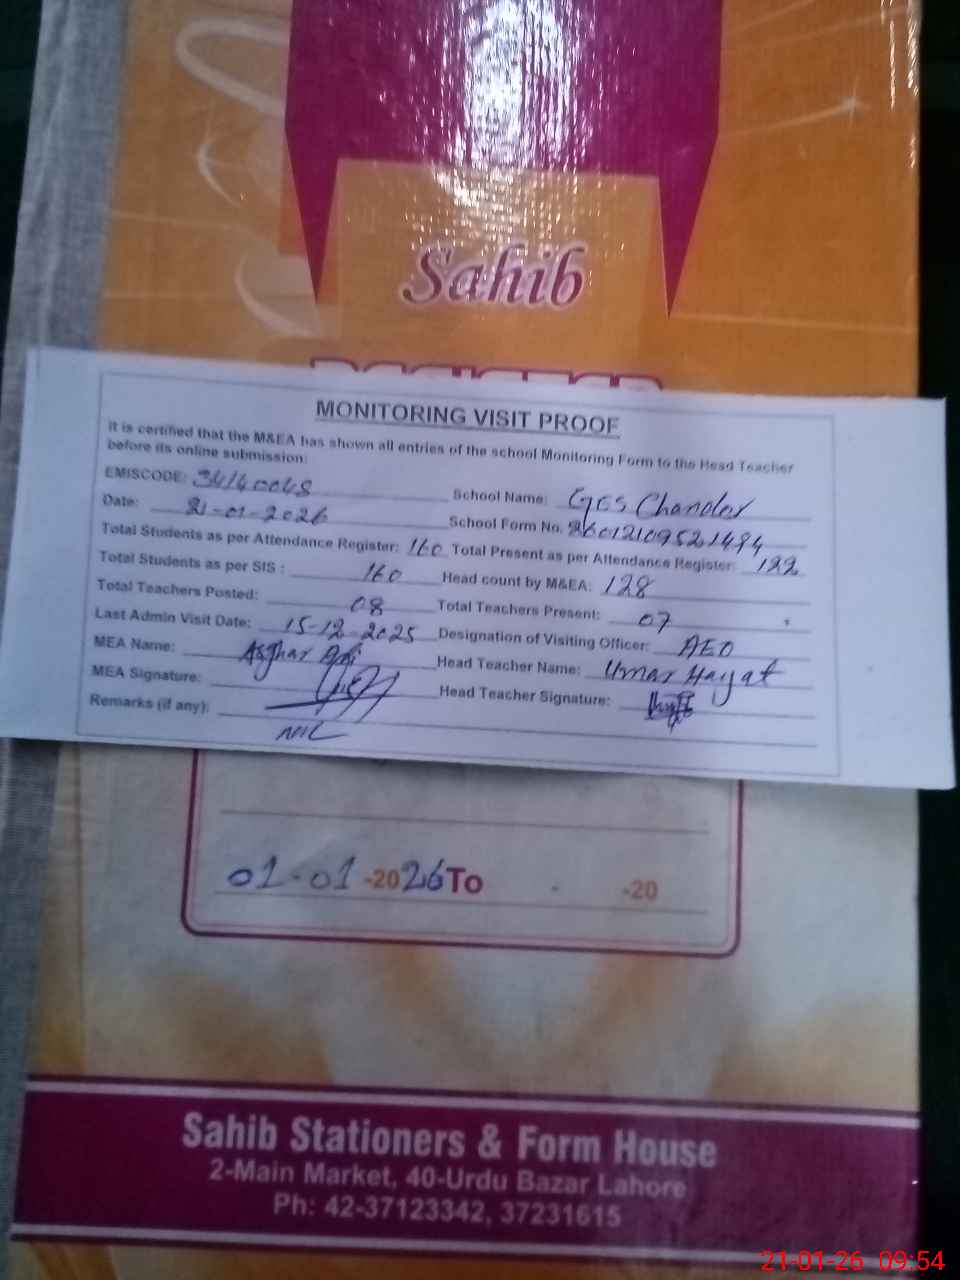 Sahib
REGISTER
MONITORING VISIT PROOF
It is certified that the M&EA has shown all entries of the school Monitoring Form to the Head Teacher
before its online submission:
EMISCODE: 34140048 School Name: GES Chander
Date: 21-01-2026 School Form No. 26012109521494
Total Students as per Attendance Register: 160 Total Present as per Attendance Register: 122
Total Students as per SIS : 160 Head count by M&EA: 128
Total Teachers Posted: 08 Total Teachers Present: 07
Last Admin Visit Date: 15-12-2025 Designation of Visiting Officer: AEO
MEA Name: Asghar Ali Head Teacher Name: Umar Hayat
MEA Signature: Head Teacher Signature:
Remarks (if any): NIL
01-01-2026 To - -20
Sahib Stationers & Form House
2-Main Market, 40-Urdu Bazar Lahore
Ph: 42-37123342, 37231615
21-01-26 09:54